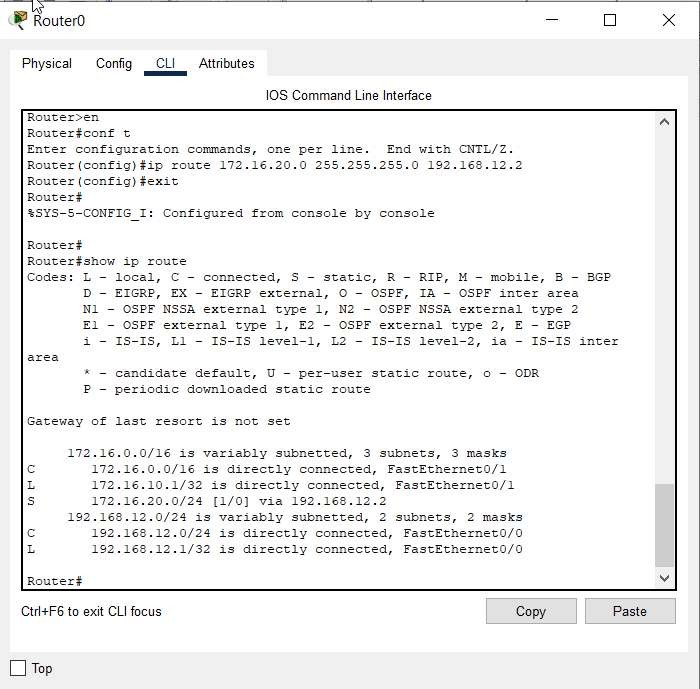 Router0
Physical Config CLI Attributes
IOS Command Line Interface
Router>en
Router#conf t
Enter configuration commands, one per line.  End with CNTL/Z.
Router(config)#ip route 172.16.20.0 255.255.255.0 192.168.12.2
Router(config)#exit
Router#
%SYS-5-CONFIG_I: Configured from console by console
Router#
Router#show ip route
Codes: L - local, C - connected, S - static, R - RIP, M - mobile, B - BGP
       D - EIGRP, EX - EIGRP external, O - OSPF, IA - OSPF inter area
       N1 - OSPF NSSA external type 1, N2 - OSPF NSSA external type 2
       E1 - OSPF external type 1, E2 - OSPF external type 2, E - EGP
       i - IS-IS, L1 - IS-IS level-1, L2 - IS-IS level-2, ia - IS-IS inter
area
       * - candidate default, U - per-user static route, o - ODR
       P - periodic downloaded static route
Gateway of last resort is not set
     172.16.0.0/16 is variably subnetted, 3 subnets, 3 masks
C       172.16.0.0/16 is directly connected, FastEthernet0/1
L       172.16.10.1/32 is directly connected, FastEthernet0/1
S       172.16.20.0/24 [1/0] via 192.168.12.2
     192.168.12.0/24 is variably subnetted, 2 subnets, 2 masks
C       192.168.12.0/24 is directly connected, FastEthernet0/0
L       192.168.12.1/32 is directly connected, FastEthernet0/0
Router#
Ctrl+F6 to exit CLI focus
Copy Paste
Top